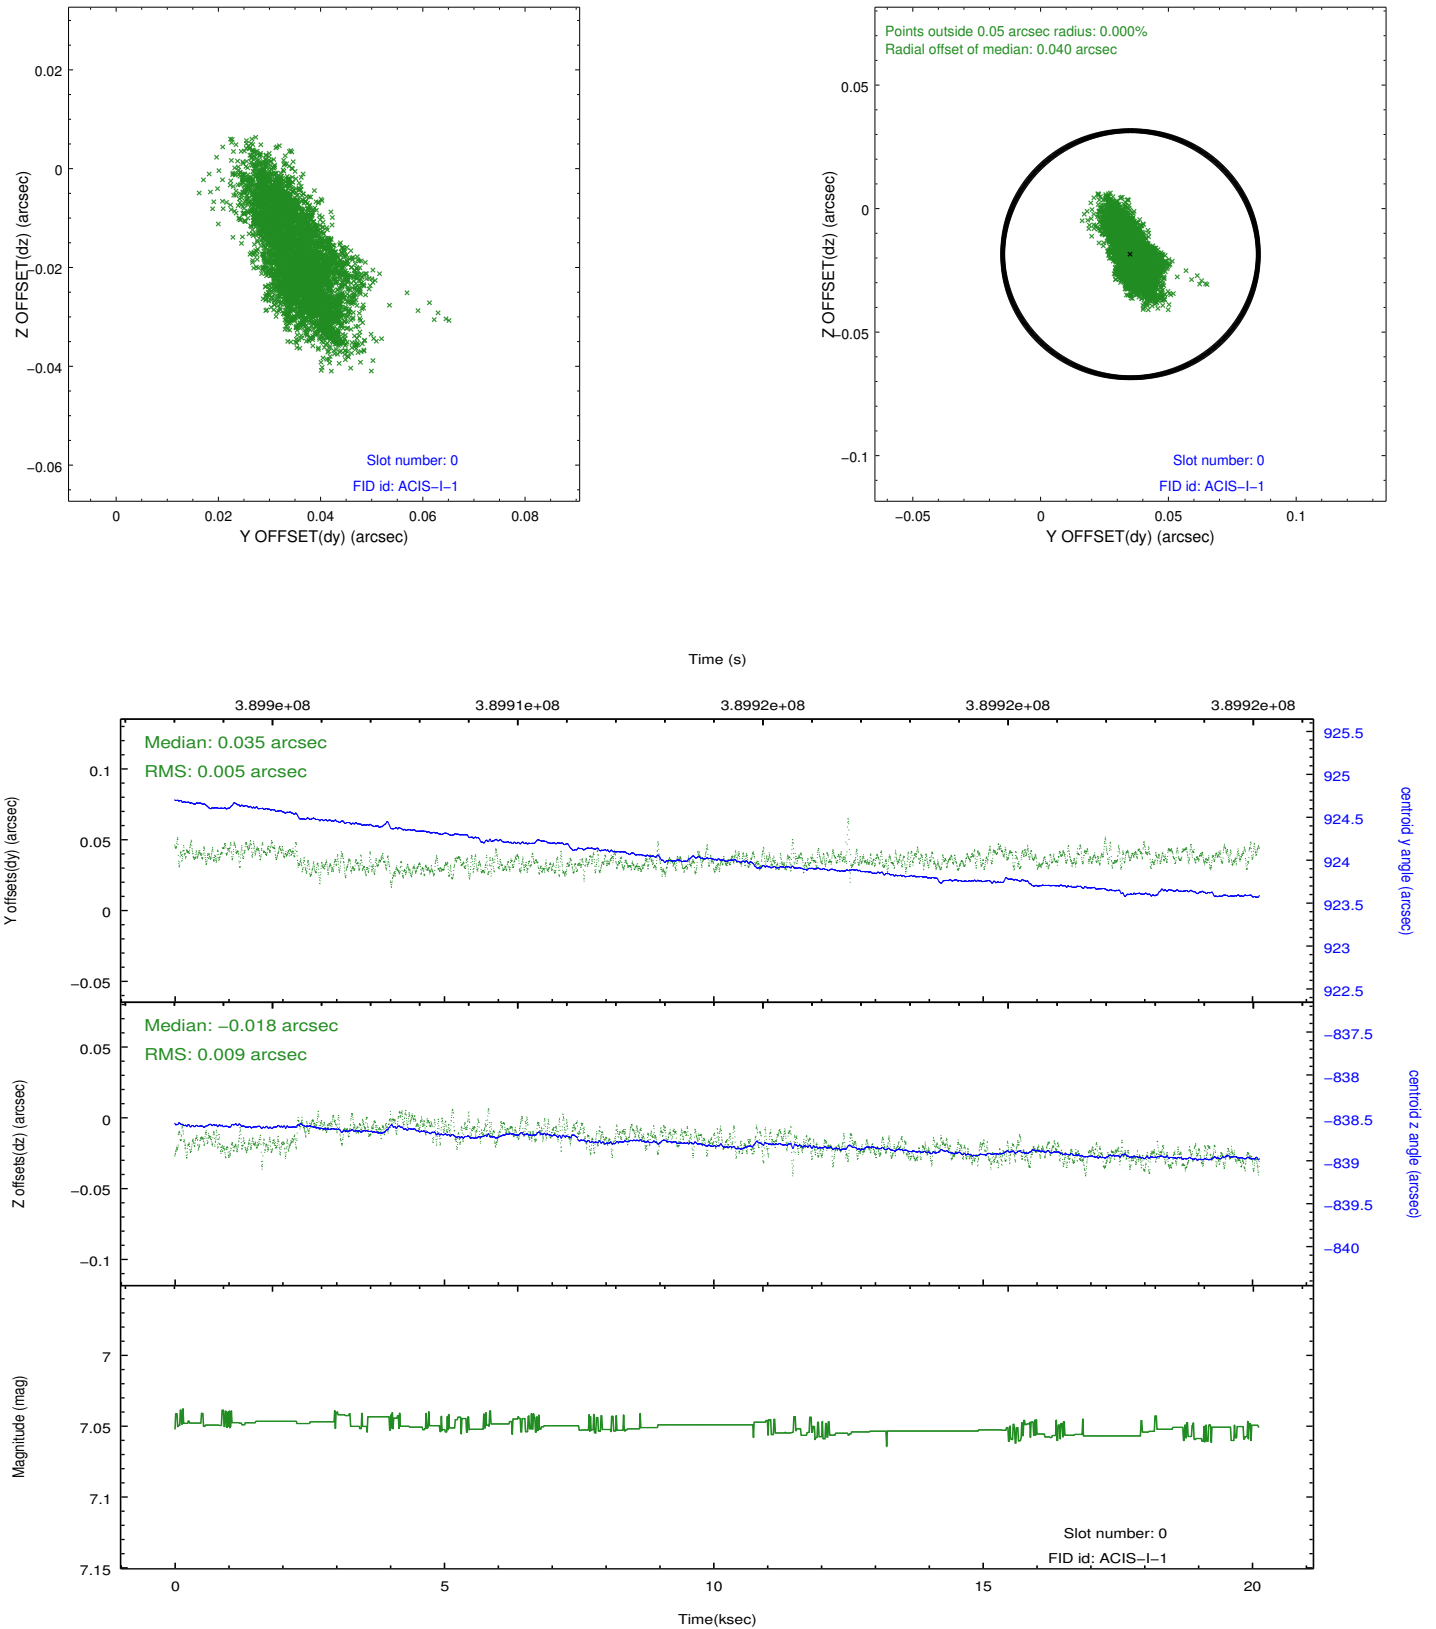 0.02
0
−0.02
−0.04
−0.06
Z OFFSET(dz) (arcsec)
Slot number: 0
FID id: ACIS−I−1
0
0.02
0.04
0.06
0.08
Y OFFSET(dy) (arcsec)
Points outside 0.05 arcsec radius: 0.000%
Radial offset of median: 0.040 arcsec
0.05
0
−0.05
−0.1
Z OFFSET(dz) (arcsec)
Slot number: 0
FID id: ACIS−I−1
−0.05
0
0.05
0.1
Y OFFSET(dy) (arcsec)
Time (s)
3.899e+08
3.8991e+08
3.8992e+08
3.8992e+08
3.8992e+08
Median: 0.035 arcsec
RMS: 0.005 arcsec
0.1
0.05
0
−0.05
Y offsets(dy) (arcsec)
925.5
925
924.5
924
923.5
923
922.5
centroid y angle (arcsec)
Median: −0.018 arcsec
RMS: 0.009 arcsec
0.05
0
−0.05
−0.1
Z offsets(dz) (arcsec)
−837.5
−838
−838.5
−839
−839.5
−840
centroid z angle (arcsec)
7
7.05
7.1
7.15
Magnitude (mag)
Slot number: 0
FID id: ACIS−I−1
0
5
10
15
20
Time(ksec)